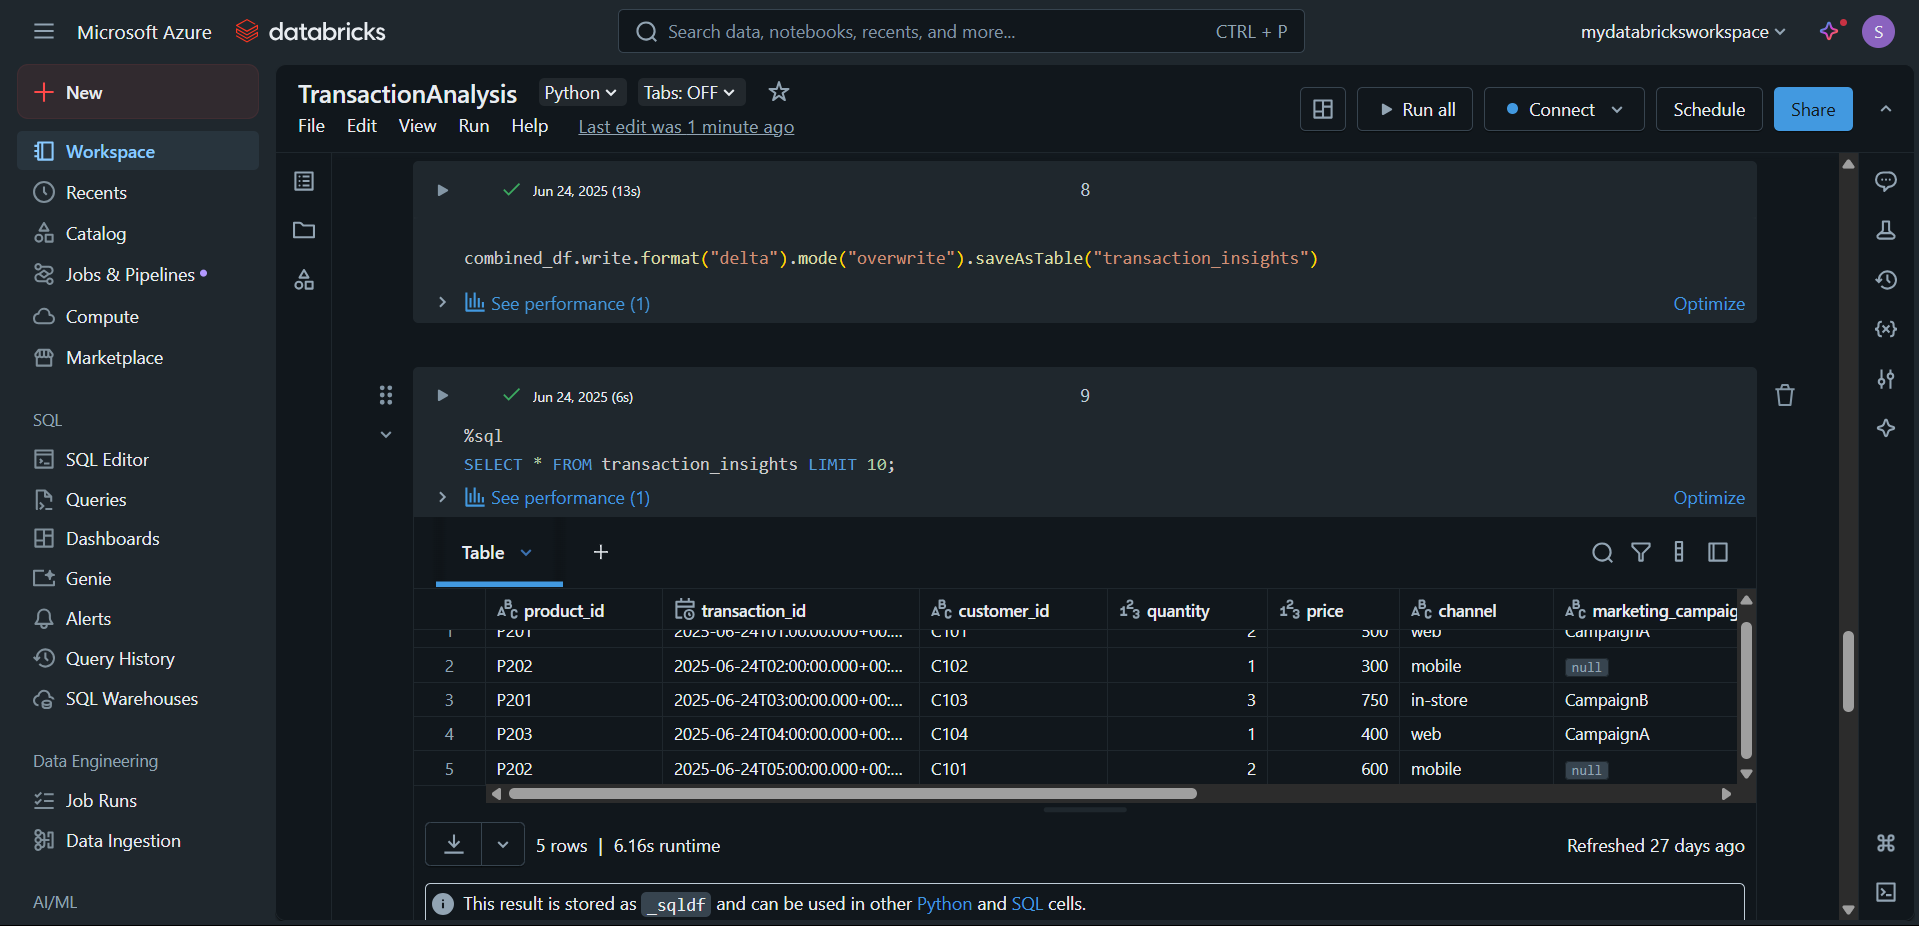 Microsoft Azure databricks
Search data, notebooks, recents, and more... CTRL + P
mydatabricksworkspace
S
New
Workspace
Recents
Catalog
Jobs & Pipelines
Compute
Marketplace
SQL
SQL Editor
Queries
Dashboards
Genie
Alerts
Query History
SQL Warehouses
Data Engineering
Job Runs
Data Ingestion
AI/ML
TransactionAnalysis Python Tabs: OFF
File Edit View Run Help Last edit was 1 minute ago
Run all Connect Schedule Share
Jun 24, 2025 (13s) 8
combined_df.write.format("delta").mode("overwrite").saveAsTable("transaction_insights")
See performance (1) Optimize
Jun 24, 2025 (6s) 9
%sql
SELECT * FROM transaction_insights LIMIT 10;
See performance (1) Optimize
Table +
product_id transaction_id customer_id quantity price channel marketing_campaig
1 P201 2025-06-24T01:00:00.000+00:... C101 2 500 web CampaignA
2 P202 2025-06-24T02:00:00.000+00:... C102 1 300 mobile null
3 P201 2025-06-24T03:00:00.000+00:... C103 3 750 in-store CampaignB
4 P203 2025-06-24T04:00:00.000+00:... C104 1 400 web CampaignA
5 P202 2025-06-24T05:00:00.000+00:... C101 2 600 mobile null
5 rows | 6.16s runtime Refreshed 27 days ago
This result is stored as _sqldf and can be used in other Python and SQL cells.